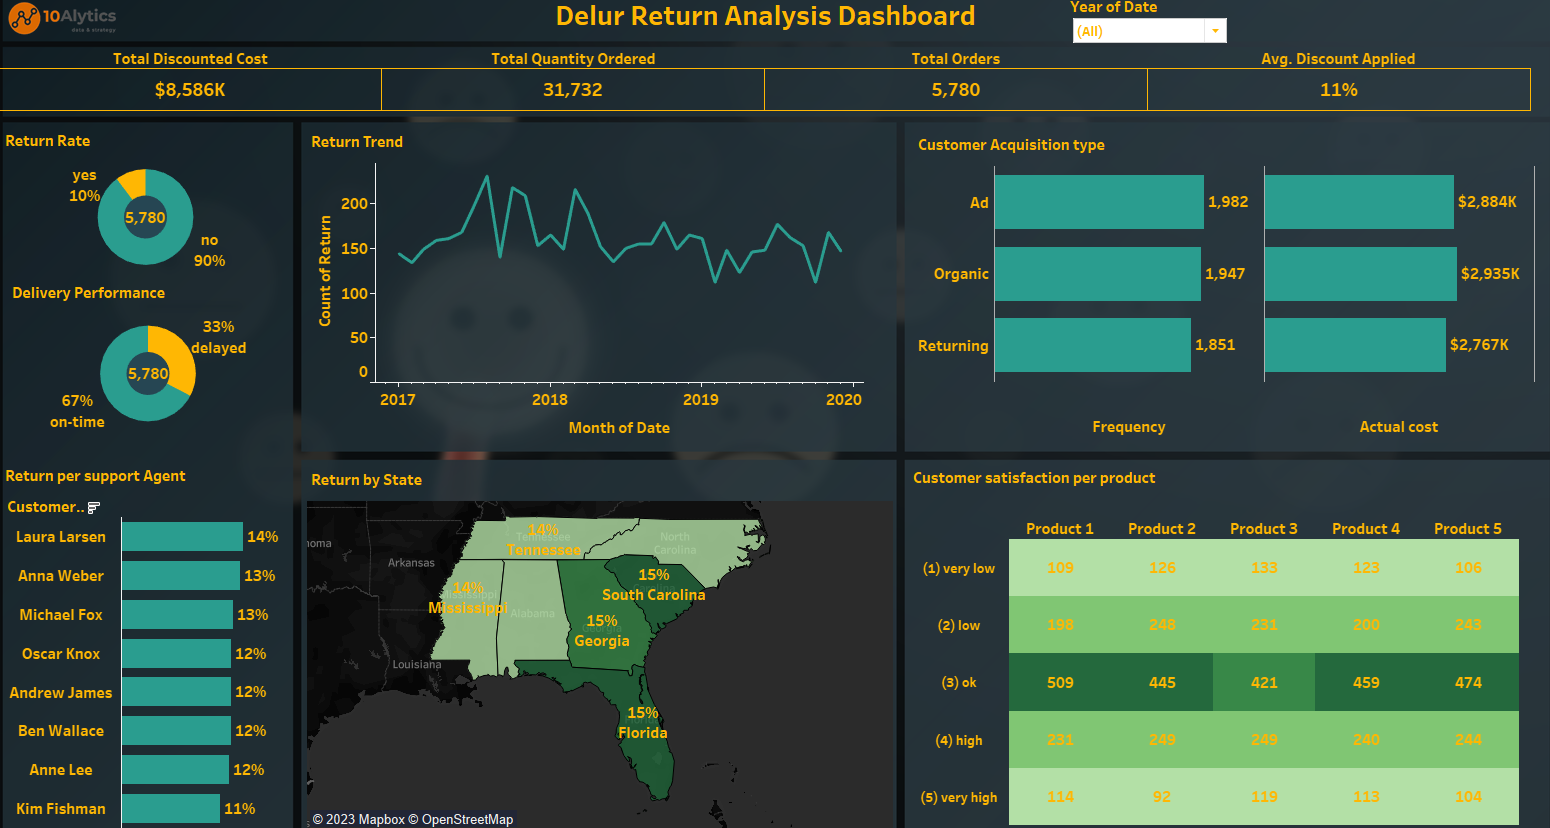 10Alytics
data & strategy
Delur Return Analysis Dashboard
Year of Date
(All)
Total Discounted Cost
Total Quantity Ordered
Total Orders
Avg. Discount Applied
$8,586K
31,732
5,780
11%
Return Rate
yes
10%
5,780
no
90%
Delivery Performance
33%
delayed
5,780
67%
on-time
Return Trend
Count of Return
200
150
100
50
0
2017
2018
2019
2020
Month of Date
Customer Acquisition type
Ad
1,982
$2,884K
Organic
1,947
$2,935K
Returning
1,851
$2,767K
Frequency
Actual cost
Return per support Agent
Customer..
Laura Larsen
14%
Anna Weber
13%
Michael Fox
13%
Oscar Knox
12%
Andrew James
12%
Ben Wallace
12%
Anne Lee
12%
Kim Fishman
11%
Return by State
oma
Arkansas
14%
Tennessee
Tennessee
North
Carolina
14%
Mississippi
Mississippi
Alabama
15%
South Carolina
Carolina
15%
Georgia
Georgia
Louisiana
15%
Florida
Florida
© 2023 Mapbox © OpenStreetMap
Customer satisfaction per product
Product 1 Product 2 Product 3 Product 4 Product 5
(1) very low 109 126 133 123 106
(2) low 198 248 231 200 243
(3) ok 509 445 421 459 474
(4) high 231 249 249 240 244
(5) very high 114 92 119 113 104